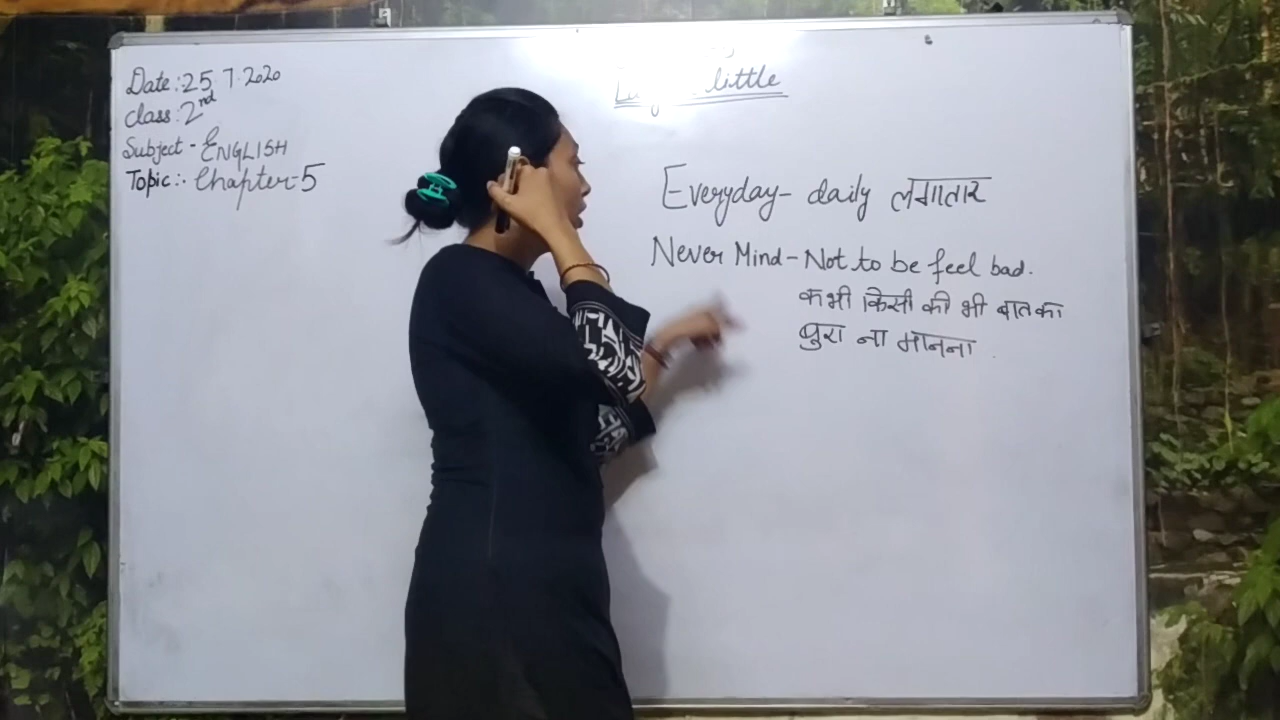 Date: 25.7.2020
Class: 2nd
Subject - ENGLISH
Topic:- Chapter-5
little
Everyday - daily लगातार
Never Mind - Not to be feel bad.
कभी किसी की भी बात का
बुरा ना मानना .